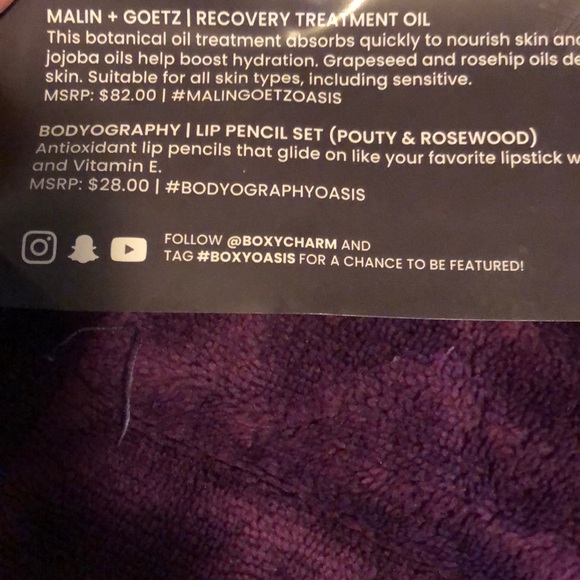 MALIN + GOETZ | RECOVERY TREATMENT OIL
This botanical oil treatment absorbs quickly to nourish skin and
jojoba oils help boost hydration. Grapeseed and rosehip oils
skin. Suitable for all skin types, including sensitive.
MSRP: $82.00 | #MALINGOETZOASIS
BODYOGRAPHY | LIP PENCIL SET (POUTY & ROSEWOOD)
Antioxidant lip pencils that glide on like your favorite lipstick
and Vitamin E.
MSRP: $28.00 | #BODYOGRAPHYOASIS
FOLLOW @BOXYCHARM AND
TAG #BOXYOASIS FOR A CHANCE TO BE FEATURED!